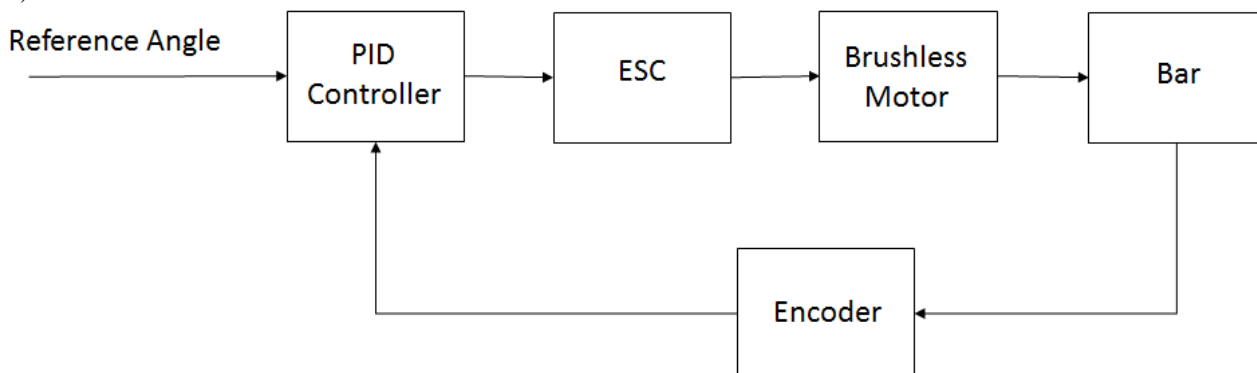 Reference Angle
PID
Controller
ESC
Brushless
Motor
Bar
Encoder